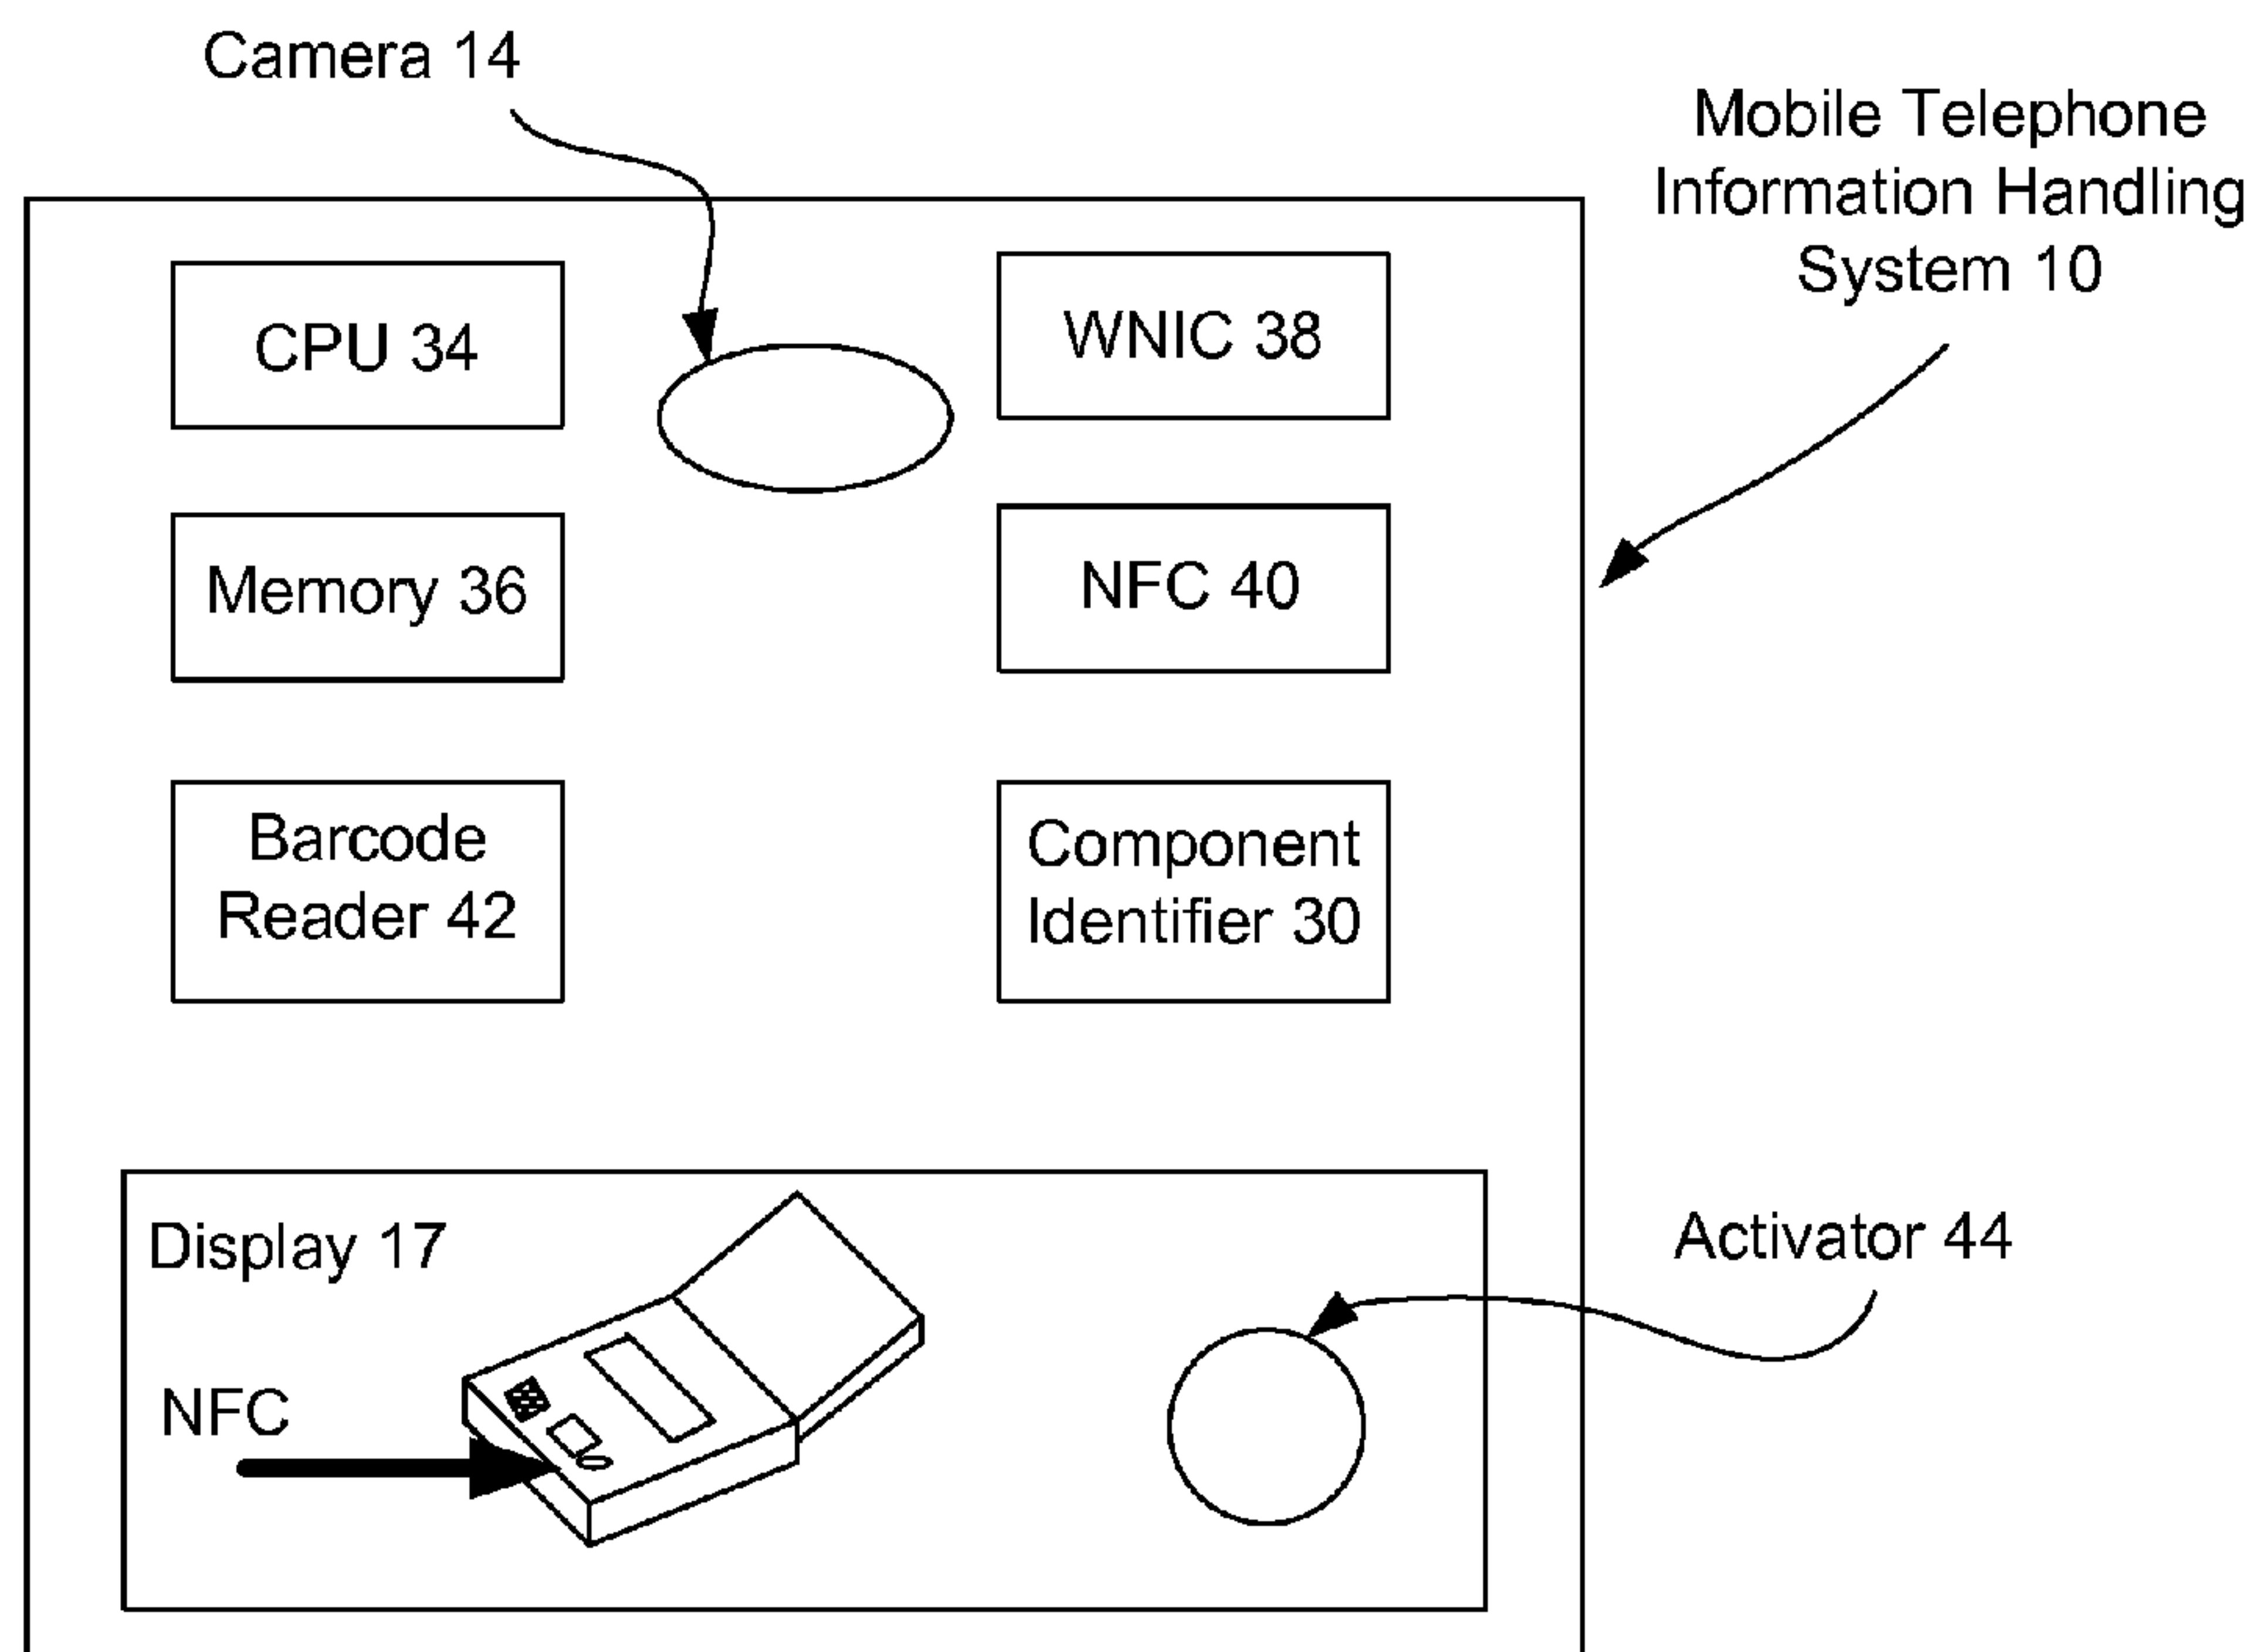 Camera 14
Mobile Telephone
Information Handling
System 10
CPU 34
WNIC 38
Memory 36
NFC 40
Barcode
Reader 42
Component
Identifier 30
Display 17
Activator 44
NFC